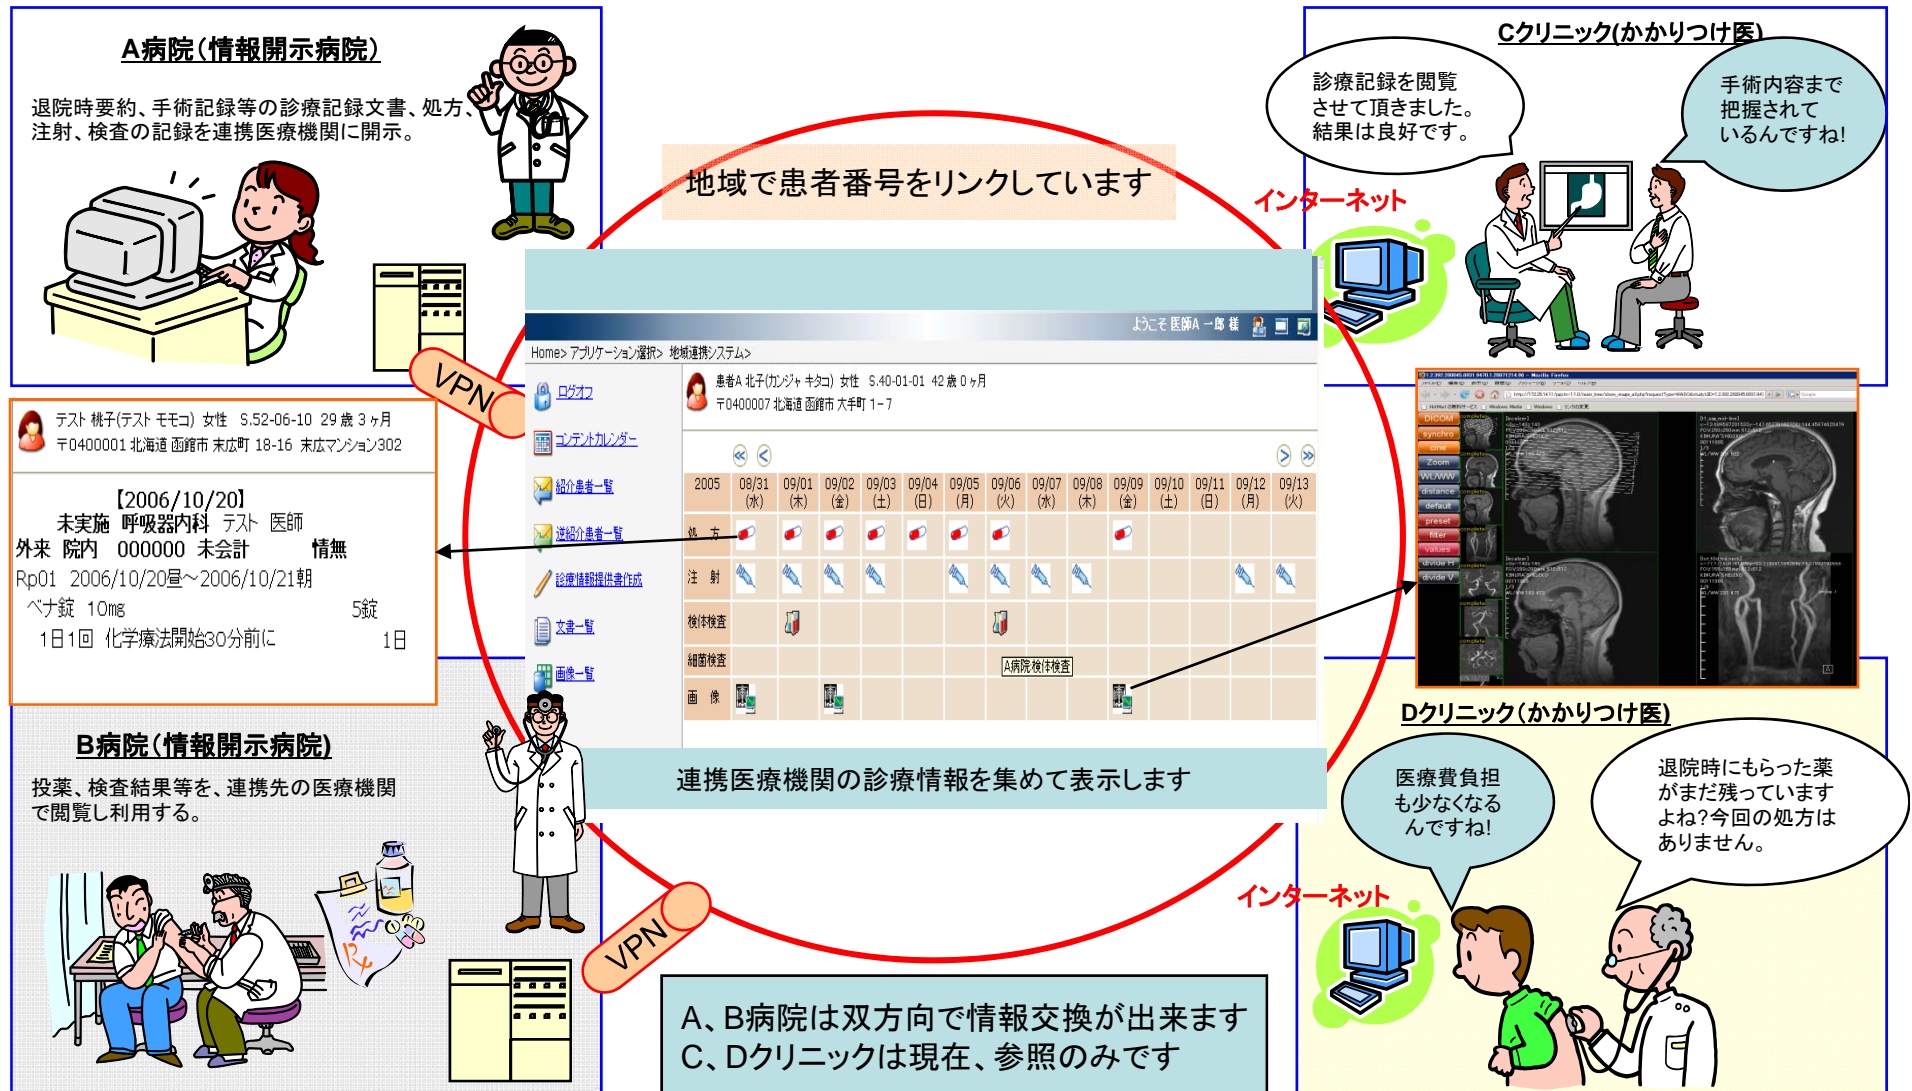 A病院(情報開示病院)
退院時要約、手術記録等の診療記録文書、処方、
注射、検査の記録を連携医療機関に開示。
Cクリニック(かかりつけ医)
診療記録を閲覧
させて頂きました。
結果は良好です。
手術内容まで
把握されて
いるんですね!
地域で患者番号をリンクしています
インターネット
VPN
ようこそ 医師A 一郎 様
Home> アプリケーション選択> 地域連携システム>
ログオフ
コンテントカレンダー
紹介患者一覧
逆紹介患者一覧
診療情報提供書作成
文書一覧
画像一覧
患者A 北子(カンジャ キタコ) 女性 S.40-01-01 42 歳 0 ヶ月
〒0400007 北海道 函館市 大手町 1-7
2005 08/31(水) 09/01(木) 09/02(金) 09/03(土) 09/04(日) 09/05(月) 09/06(火) 09/07(水) 09/08(木) 09/09(金) 09/10(土) 09/11(日) 09/12(月) 09/13(火)
処 方
注 射
検体検査
細菌検査
A病院 検体検査
画 像
テスト 桃子(テスト モモコ) 女性 S.52-06-10 29 歳 3 ヶ月
〒0400001 北海道 函館市 末広町 18-16 末広マンション302
【2006/10/20】
未実施 呼吸器内科 テスト 医師
外来 院内 000000 未会計 情無
Rp01 2006/10/20昼〜2006/10/21朝
ベナ錠 10mg 5錠
1日1回 化学療法開始30分前に 1日
DICOM
synchro
cine
Zoom
WL/WW
distance
default
preset
filter
values
divide H
divide V
B病院(情報開示病院)
投薬、検査結果等を、連携先の医療機関
で閲覧し利用する。
連携医療機関の診療情報を集めて表示します
VPN
Dクリニック(かかりつけ医)
医療費負担
も少なくなる
んですね!
退院時にもらった薬
がまだ残っています
よね?今回の処方は
ありません。
インターネット
A、B病院は双方向で情報交換が出来ます
C、Dクリニックは現在、参照のみです